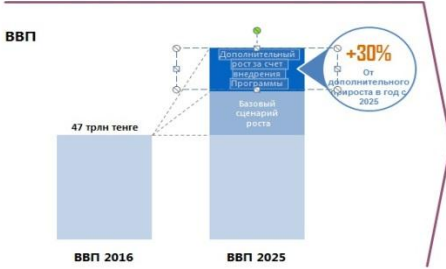 ВВП
Дополнительный
рост за счет
внедрения
Программы
+30%
От
дополнительного
прироста в год с
2025
Базовый
сценарий
роста
47 трлн тенге
ВВП 2016
ВВП 2025